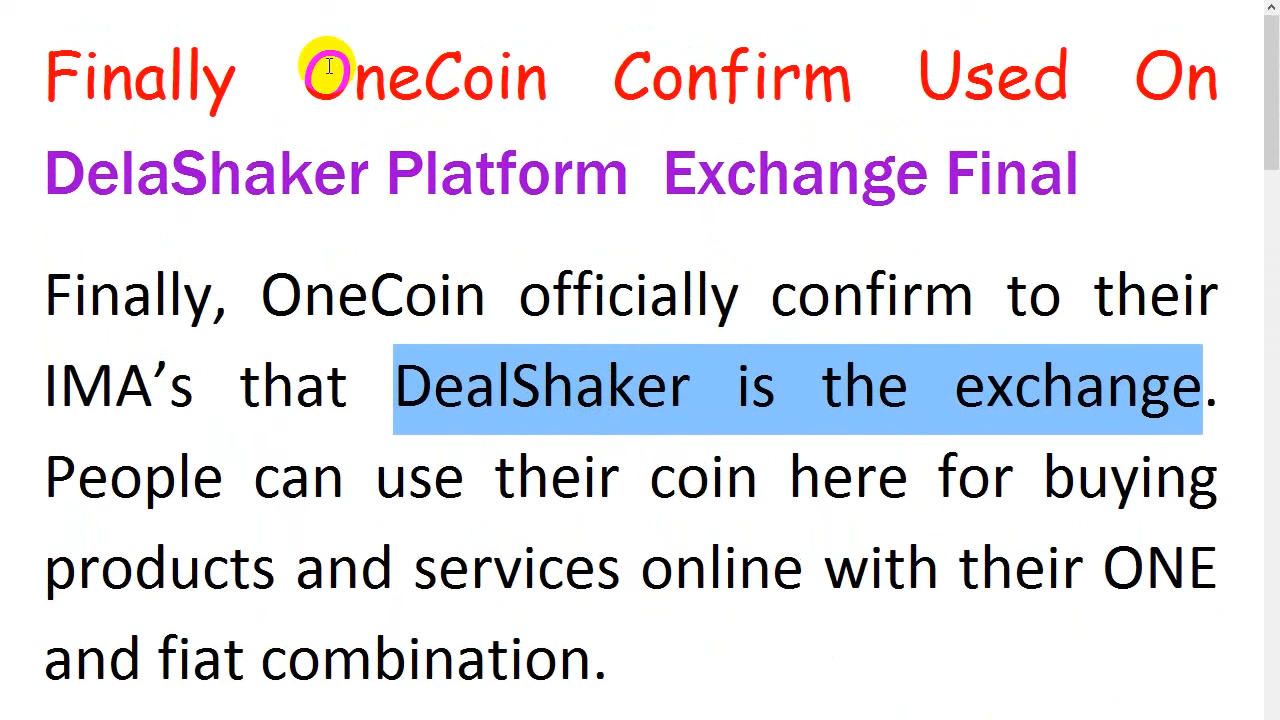 Finally OneCoin Confirm Used On
DelaShaker Platform Exchange Final
Finally, OneCoin officially confirm to their
IMA’s that DealShaker is the exchange.
People can use their coin here for buying
products and services online with their ONE
and fiat combination.